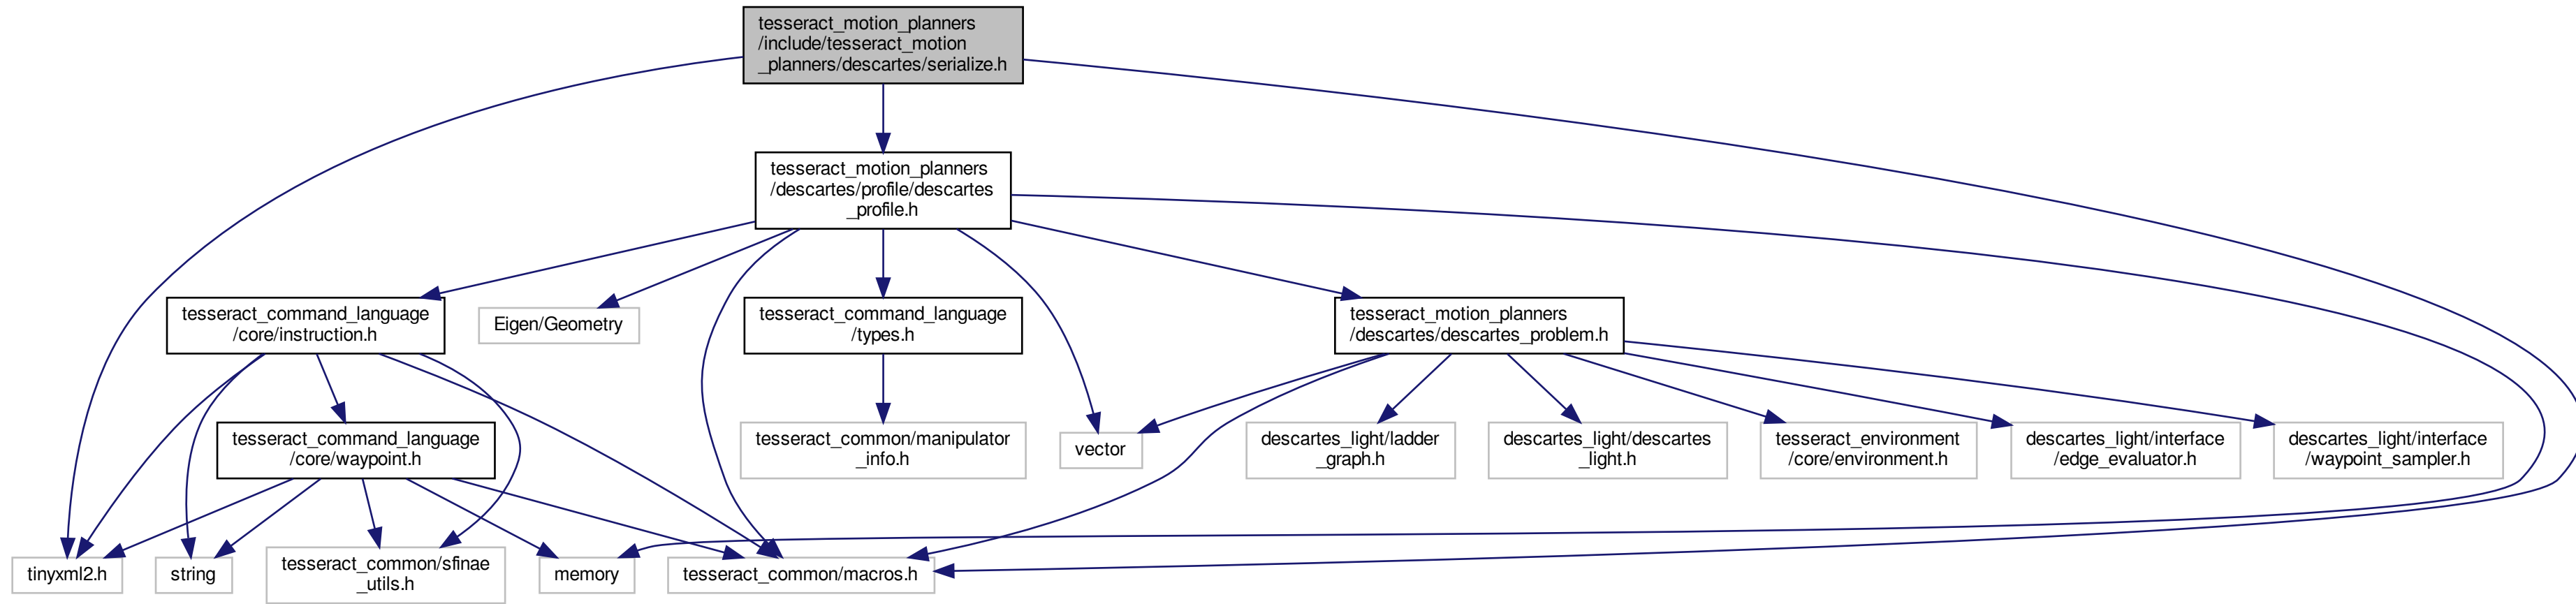 tesseract_motion_planners
/include/tesseract_motion
_planners/descartes/serialize.h
tesseract_motion_planners
/descartes/profile/descartes
_profile.h
tesseract_command_language
/core/instruction.h
Eigen/Geometry
tesseract_command_language
/types.h
tesseract_motion_planners
/descartes/descartes_problem.h
tesseract_command_language
/core/waypoint.h
tesseract_common/manipulator
_info.h
vector
descartes_light/ladder
_graph.h
descartes_light/descartes
_light.h
tesseract_environment
/core/environment.h
descartes_light/interface
/edge_evaluator.h
descartes_light/interface
/waypoint_sampler.h
tinyxml2.h
string
tesseract_common/sfinae
_utils.h
memory
tesseract_common/macros.h